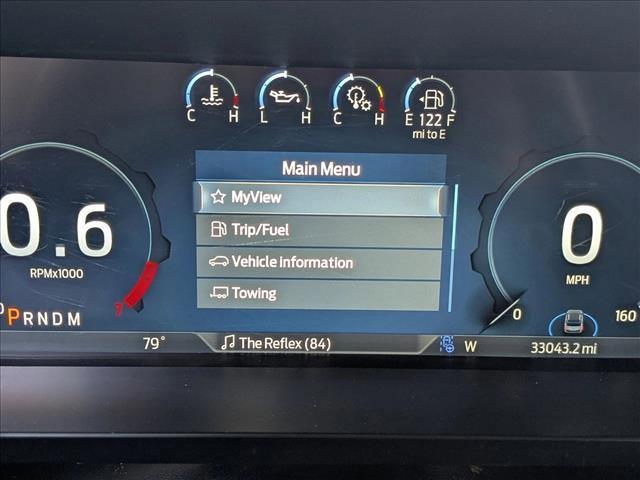 C H L H C H E 122 F
mi to E
Main Menu
MyView
Trip/Fuel
Vehicle information
Towing
0.6
RPMx1000
7
PRNDM
0
MPH
0 160
79° The Reflex (84) W 33043.2 mi